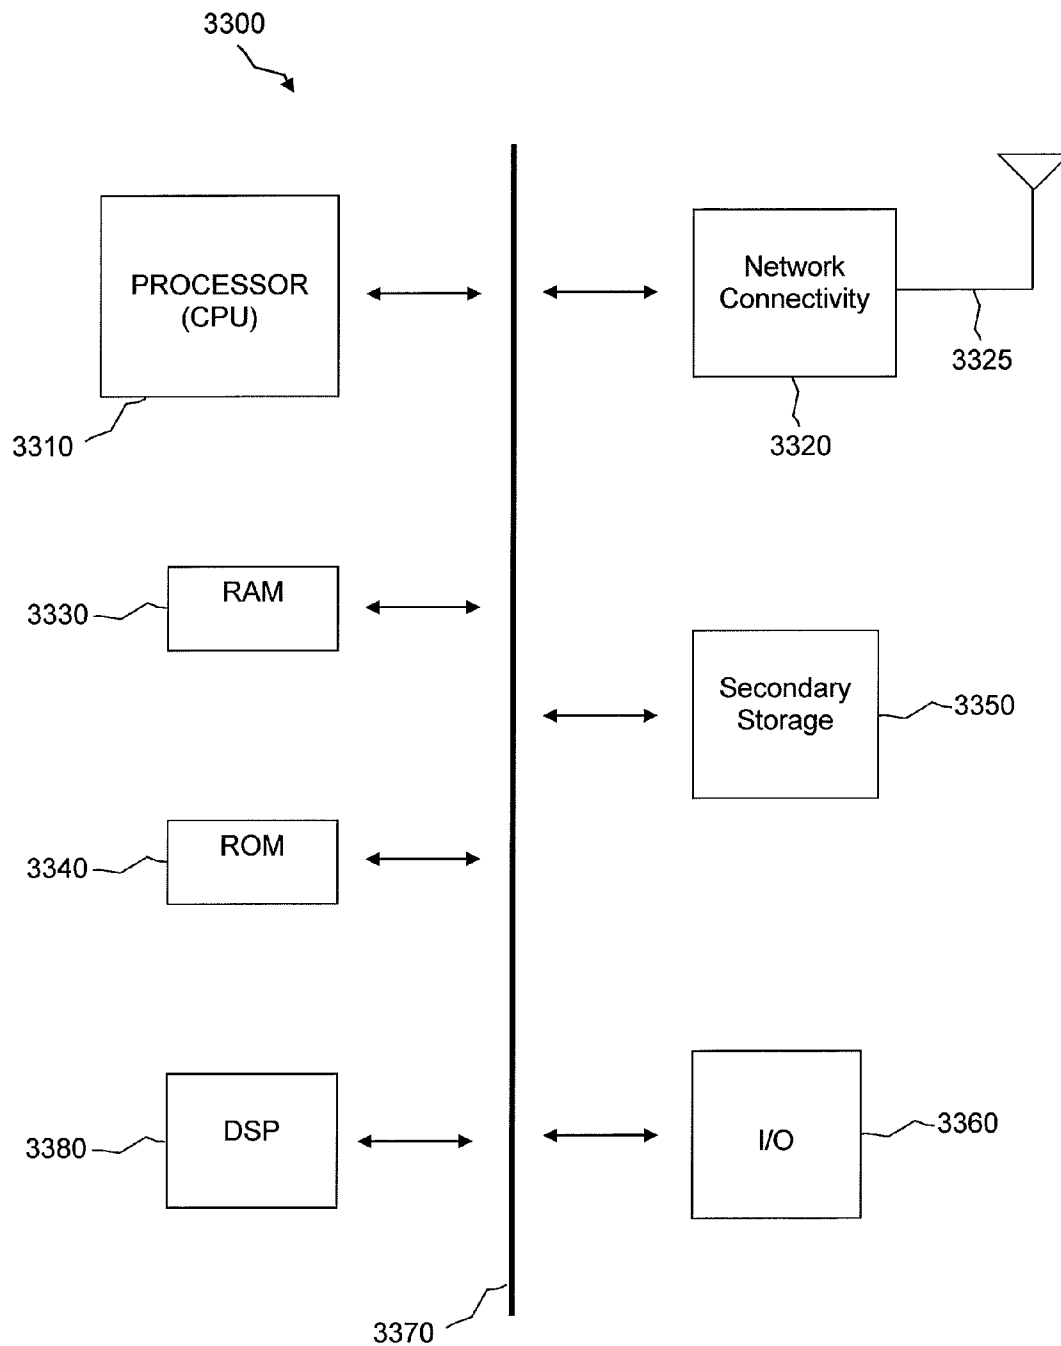 3300
PROCESSOR
(CPU)
3310
Network
Connectivity
3325
3320
RAM
3330
Secondary
Storage
3350
ROM
3340
DSP
3380
I/O
3360
3370